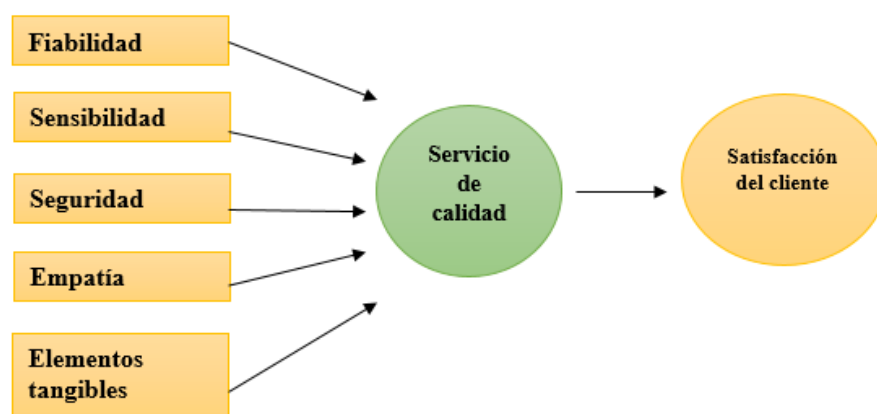 Fiabilidad
Sensibilidad
Seguridad
Empatía
Elementos
tangibles
Servicio
de
calidad
Satisfacción
del cliente